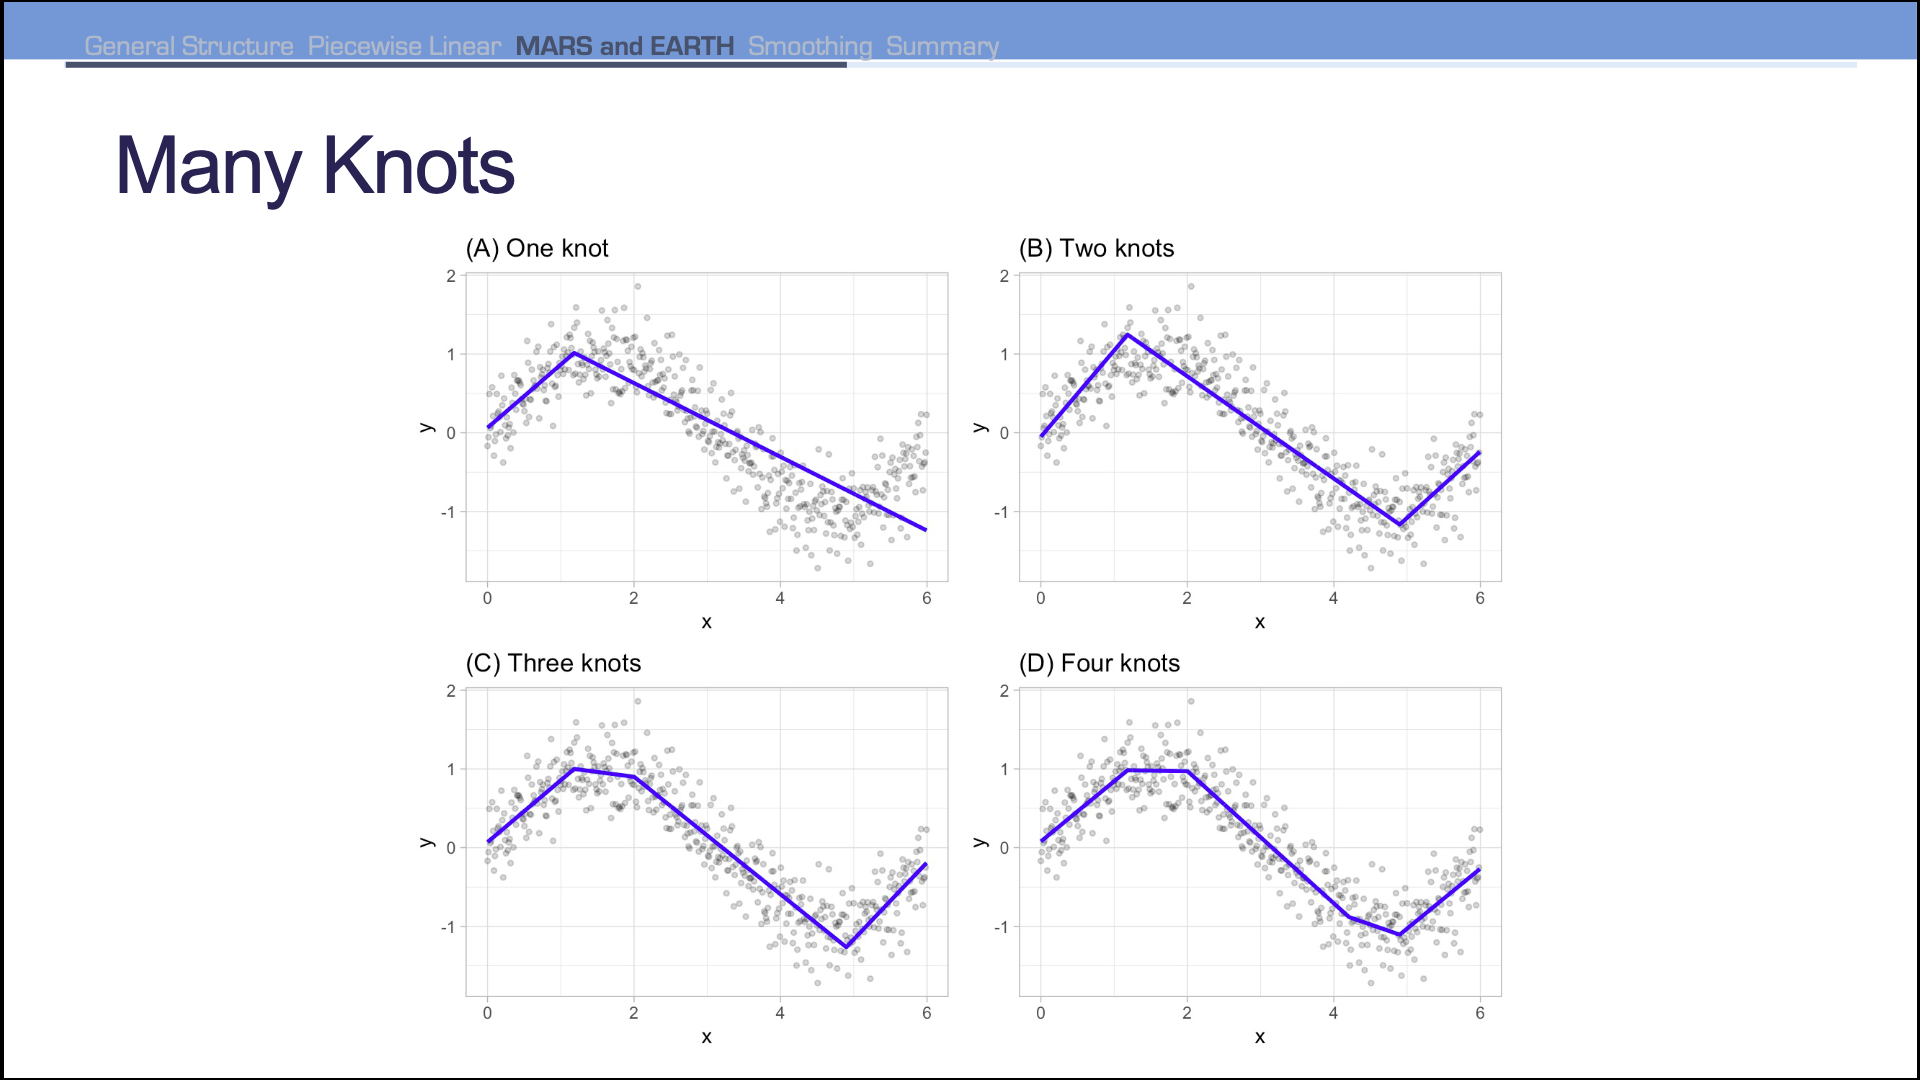 General Structure Piecewise Linear MARS and EARTH Smoothing Summary
Many Knots
(A) One knot
2
1
0
-1
y
0 2 4 6
x
(B) Two knots
2
1
0
-1
y
0 2 4 6
x
(C) Three knots
2
1
0
-1
y
0 2 4 6
x
(D) Four knots
2
1
0
-1
y
0 2 4 6
x